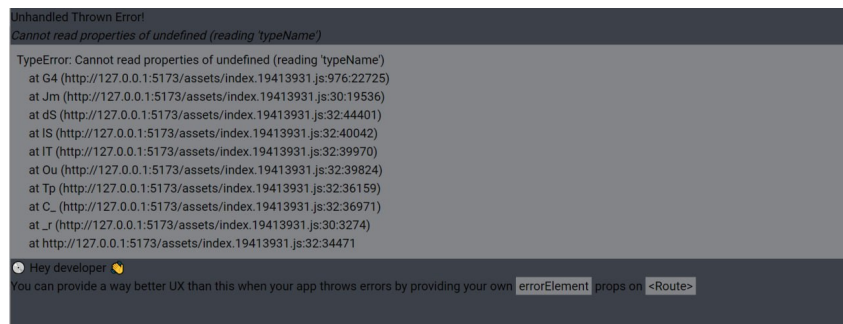 Unhandled Thrown Error!
Cannot read properties of undefined (reading 'typeName')
TypeError: Cannot read properties of undefined (reading 'typeName')
at G4 (http://127.0.0.1:5173/assets/index.19413931.js:976:22725)
at Jm (http://127.0.0.1:5173/assets/index.19413931.js:30:19536)
at dS (http://127.0.0.1:5173/assets/index.19413931.js:32:44401)
at lS (http://127.0.0.1:5173/assets/index.19413931.js:32:40042)
at lT (http://127.0.0.1:5173/assets/index.19413931.js:32:39970)
at Ou (http://127.0.0.1:5173/assets/index.19413931.js:32:39824)
at Tp (http://127.0.0.1:5173/assets/index.19413931.js:32:36159)
at C_ (http://127.0.0.1:5173/assets/index.19413931.js:32:36971)
at _r (http://127.0.0.1:5173/assets/index.19413931.js:30:3274)
at http://127.0.0.1:5173/assets/index.19413931.js:32:34471
💿 Hey developer 👋
You can provide a way better UX than this when your app throws errors by providing your own errorElement props on <Route>